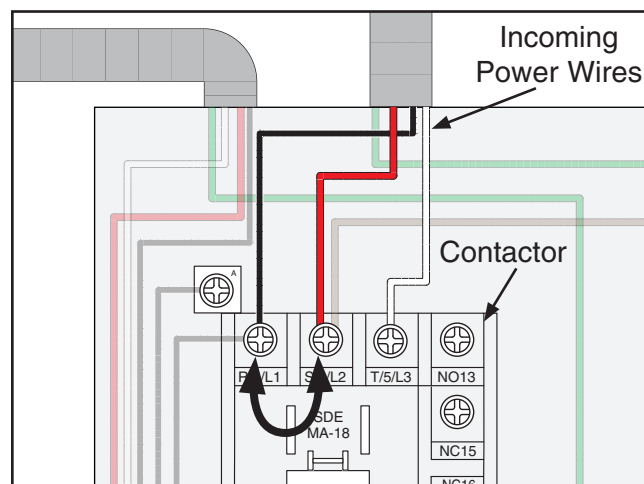 Incoming
Power Wires
Contactor
A
L1
L2
T/5/L3
NO13
SDE
MA-18
NC15